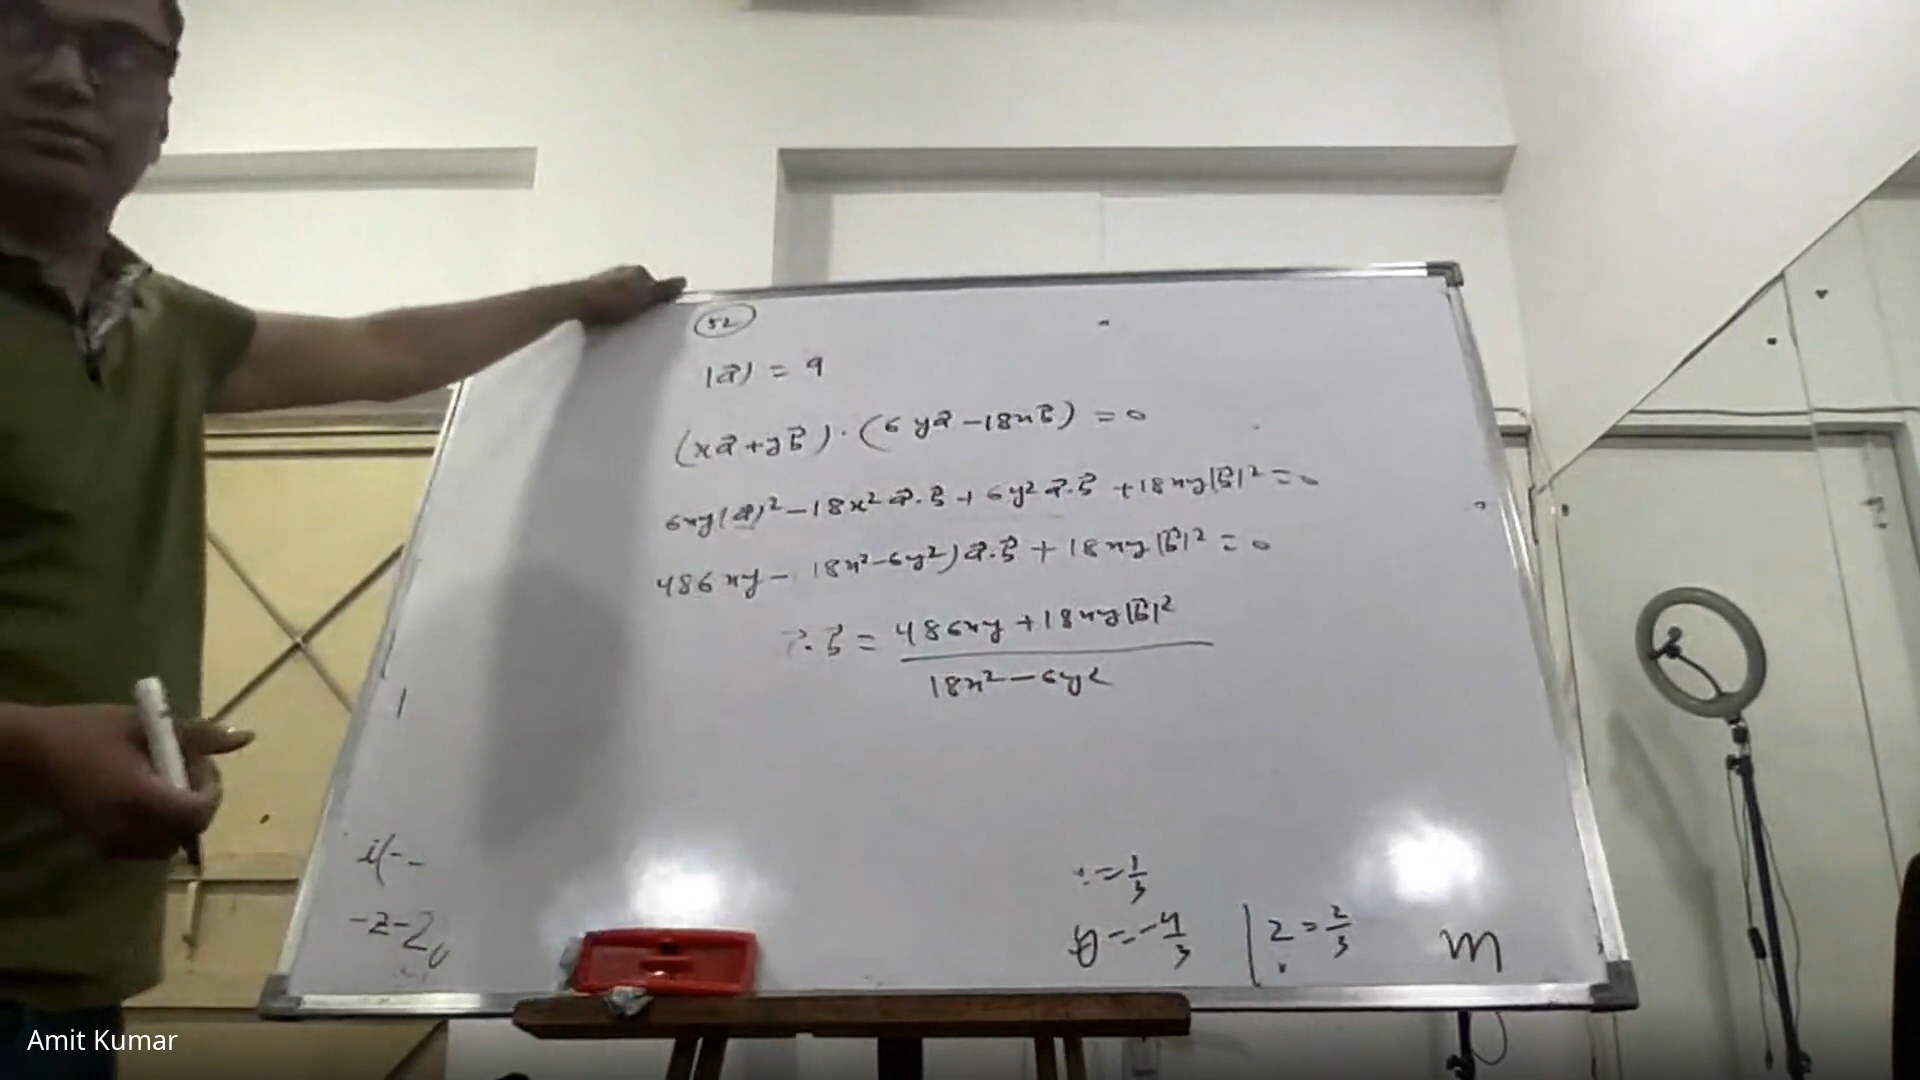 52
|a⃗| = 9
(xa⃗ + yb⃗) · (6ya⃗ - 18xb⃗) = 0
6xy|a⃗|² - 18x² a⃗·b⃗ + 6y² a⃗·b⃗ + 18xy|b⃗|² = 0
486xy - 18x² - 6y²) a⃗·b⃗ + 18xy|b⃗|² = 0
·b⃗ = (486xy + 18xy|b⃗|²) / (18x² - 6y²)
= 1/3
y = -4/3 | z = 2/3 m
Amit Kumar